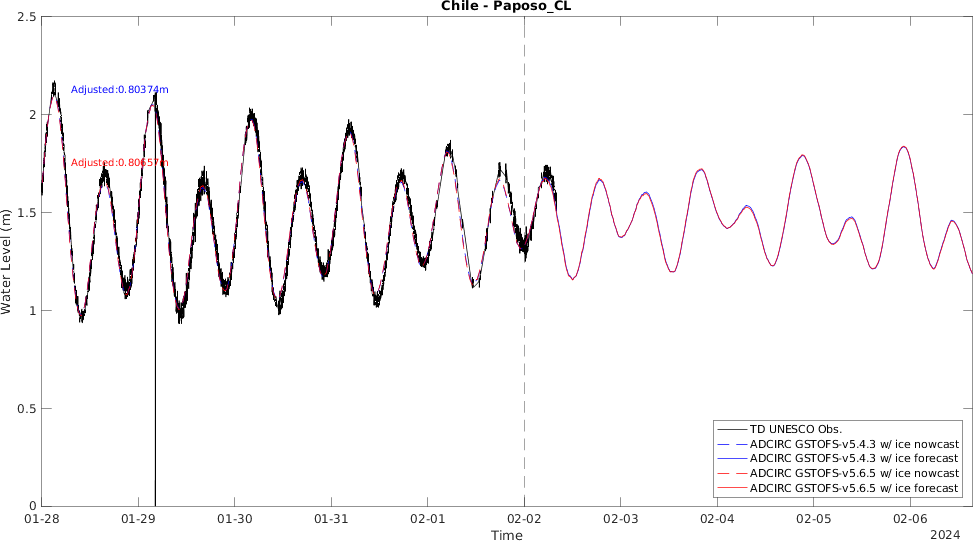 Chile - Paposo_CL
2.5
2
1.5
1
0.5
0
Water Level (m)
Adjusted:0.80374m
Adjusted:0.80657m
TD UNESCO Obs.
ADCIRC GSTOFS-v5.4.3 w/ ice nowcast
ADCIRC GSTOFS-v5.4.3 w/ ice forecast
ADCIRC GSTOFS-v5.6.5 w/ ice nowcast
ADCIRC GSTOFS-v5.6.5 w/ ice forecast
01-28 01-29 01-30 01-31 02-01 02-02 02-03 02-04 02-05 02-06
Time
2024